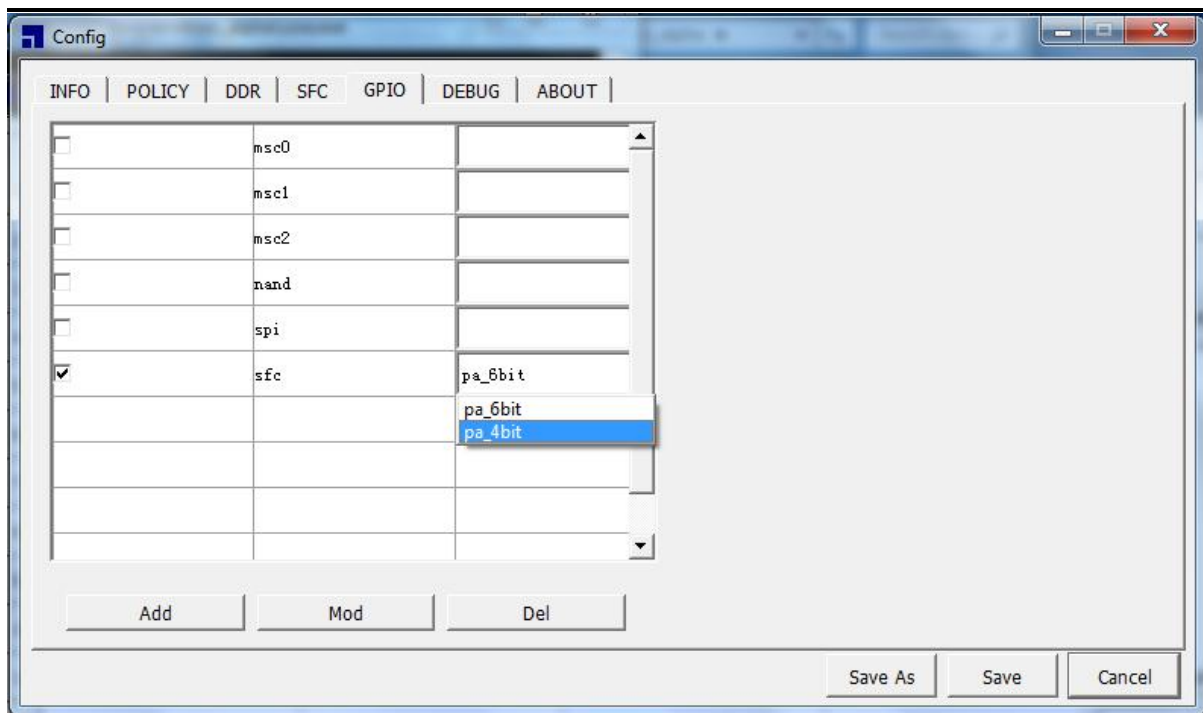 Config
INFO POLICY DDR SFC GPIO DEBUG ABOUT
msc0
msc1
msc2
nand
spi
sfc pa_6bit
pa_6bit
pa_4bit
Add Mod Del
Save As Save Cancel